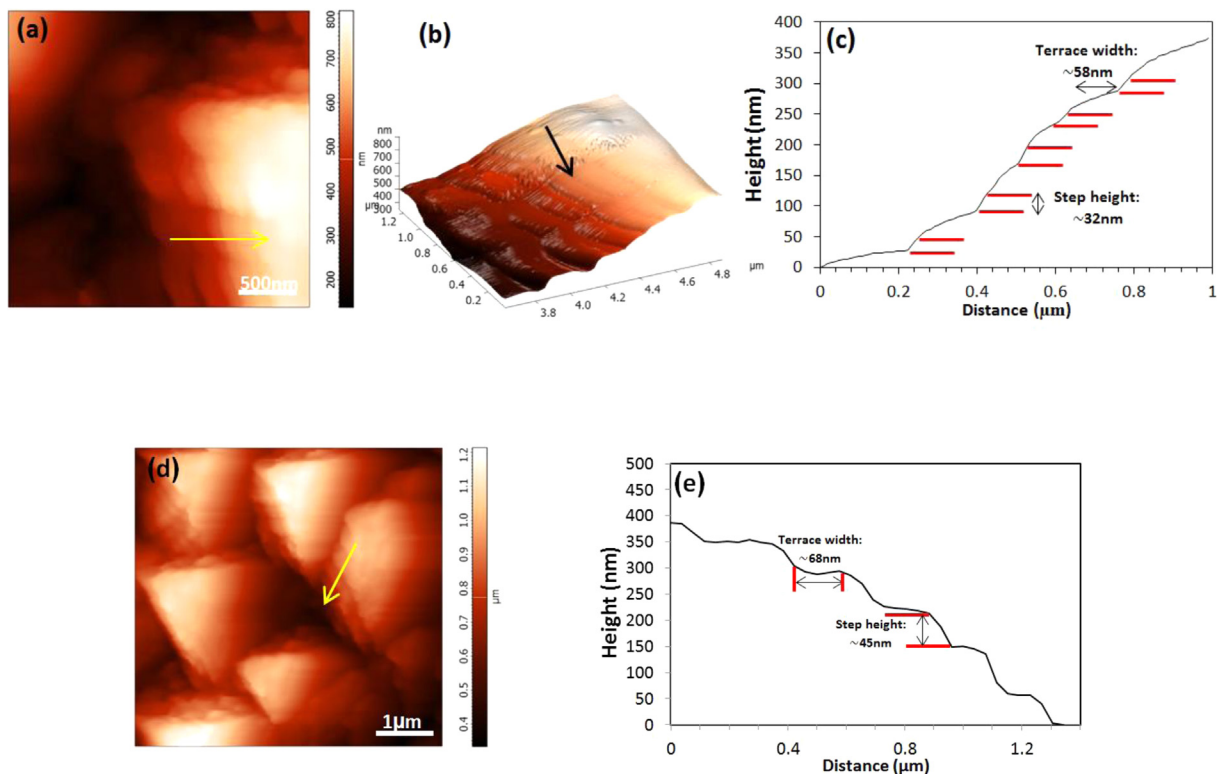 (a)
500nm
800
700
600
500
400
300
200
nm
(b)
nm
800
700
600
500
400
300
µm
1.2
1.0
0.8
0.6
0.4
0.2
3.8
4.0
4.2
4.4
4.6
4.8
µm
(c)
Height (nm)
400
350
300
250
200
150
100
50
0
Terrace width:
~58nm
Step height:
~32nm
0
0.2
0.4
0.6
0.8
1
Distance (µm)
(d)
1µm
1.2
1.1
1.0
0.9
0.8
0.7
0.6
0.5
0.4
µm
(e)
Height (nm)
500
450
400
350
300
250
200
150
100
50
0
Terrace width:
~68nm
Step height:
~45nm
0
0.4
0.8
1.2
Distance (µm)